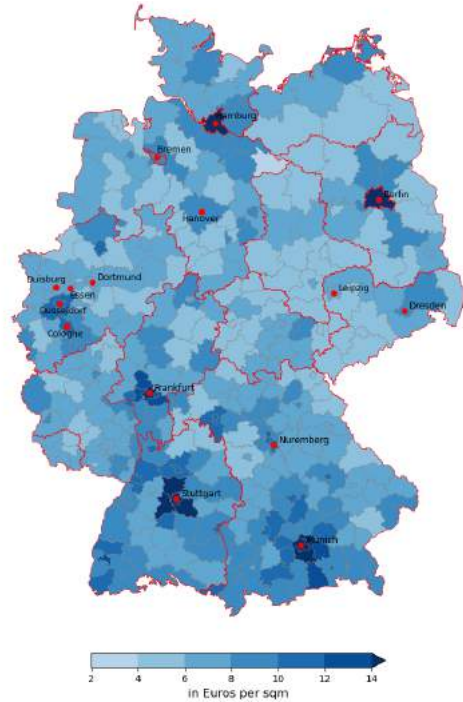 Hamburg
Bremen
Berlin
Hanover
Dortmund
Duisburg
Essen
Leipzig
Düsseldorf
Dresden
Cologne
Frankfurt
Nuremberg
Stuttgart
Munich
2 4 6 8 10 12 14
in Euros per sqm